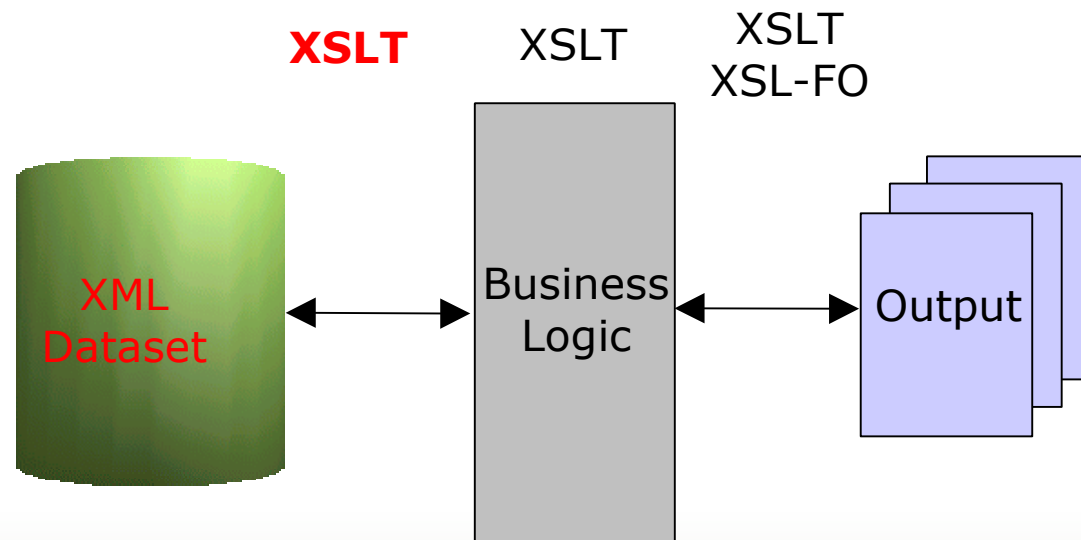 XSLT
XSLT
XSLT
XSL-FO
XML
Dataset
Business
Logic
Output